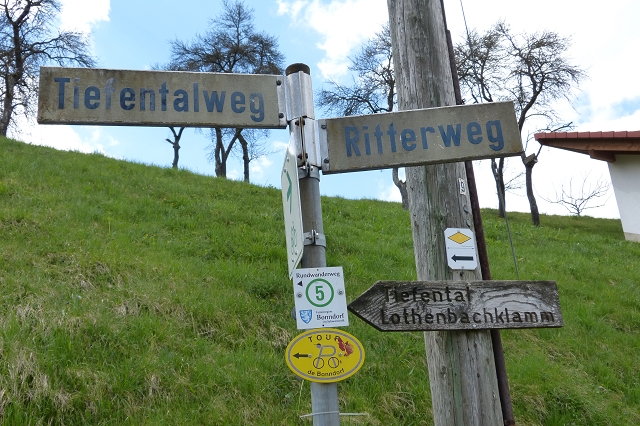 Tiefentalweg
Ritterweg
Rundwanderweg
5
Bonndorf
Tiefental
Lothenbachklamm
TOUR
de Bonndorf